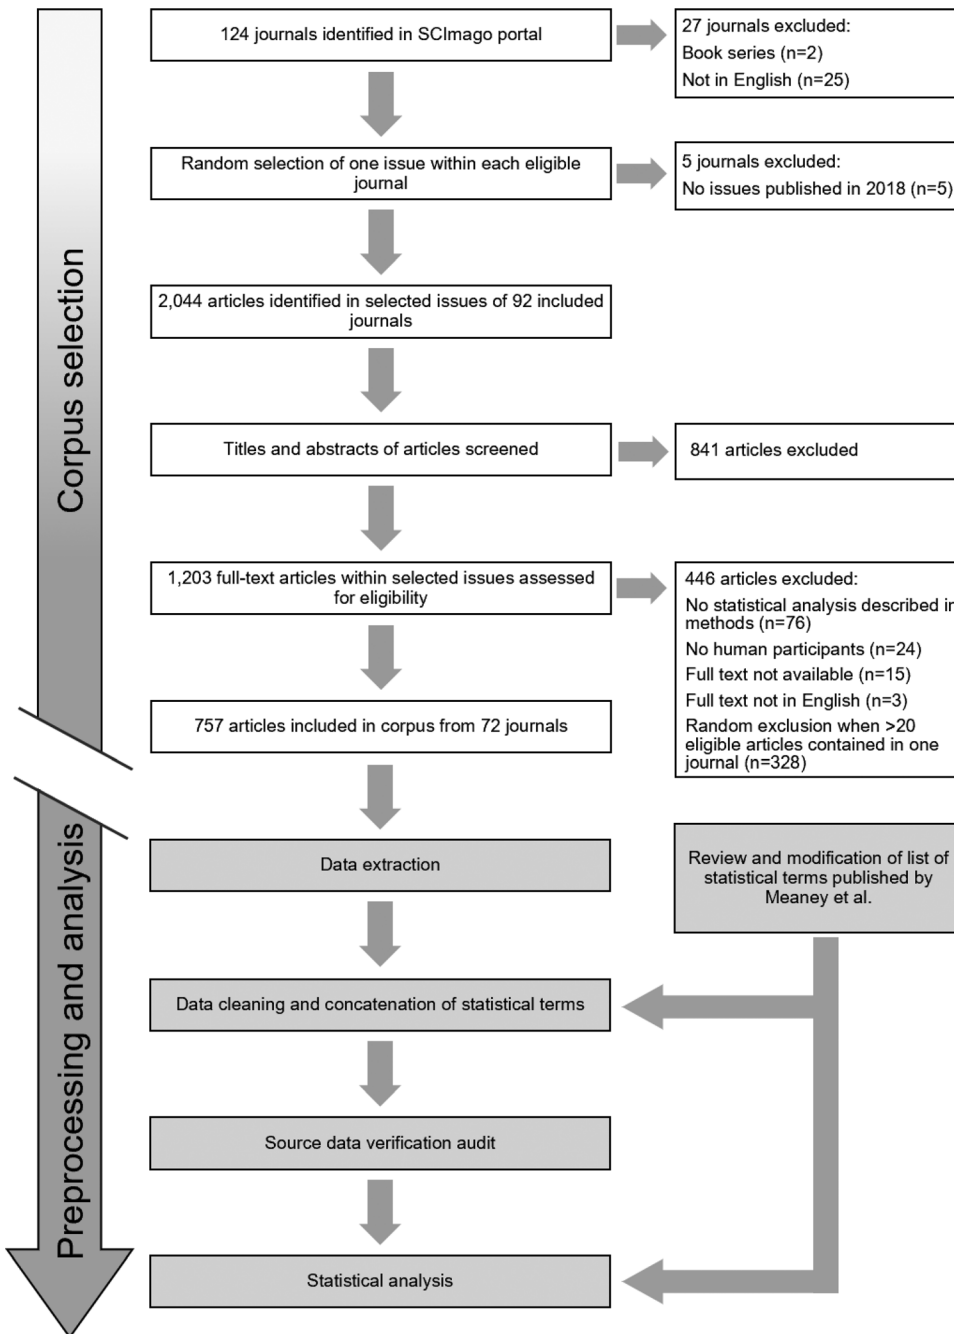 124 journals identified in SCImago portal
27 journals excluded:
Book series (n=2)
Not in English (n=25)
Random selection of one issue within each eligible
journal
5 journals excluded:
No issues published in 2018 (n=5)
2,044 articles identified in selected issues of 92 included
journals
Titles and abstracts of articles screened
841 articles excluded
1,203 full-text articles within selected issues assessed
for eligibility
446 articles excluded:
No statistical analysis described in
methods (n=76)
No human participants (n=24)
Full text not available (n=15)
Full text not in English (n=3)
Random exclusion when >20
eligible articles contained in one
journal (n=328)
757 articles included in corpus from 72 journals
Corpus selection
Data extraction
Review and modification of list of
statistical terms published by
Meaney et al.
Data cleaning and concatenation of statistical terms
Source data verification audit
Statistical analysis
Preprocessing and analysis